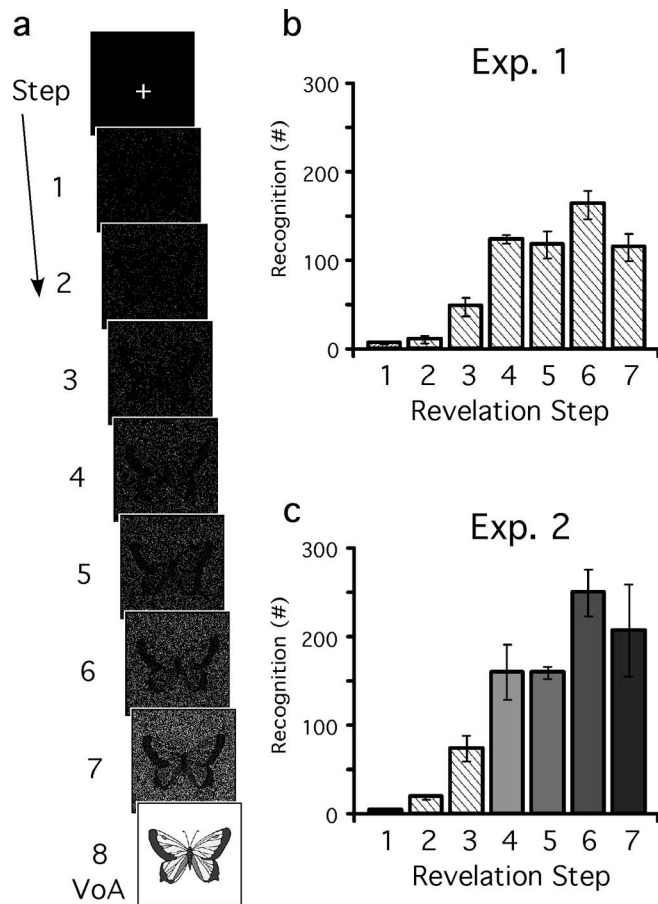 a
Step
1
2
3
4
5
6
7
8
VoA
b
Exp. 1
Recognition (#)
300
200
100
0
1 2 3 4 5 6 7
Revelation Step
c
Exp. 2
Recognition (#)
300
200
100
0
1 2 3 4 5 6 7
Revelation Step